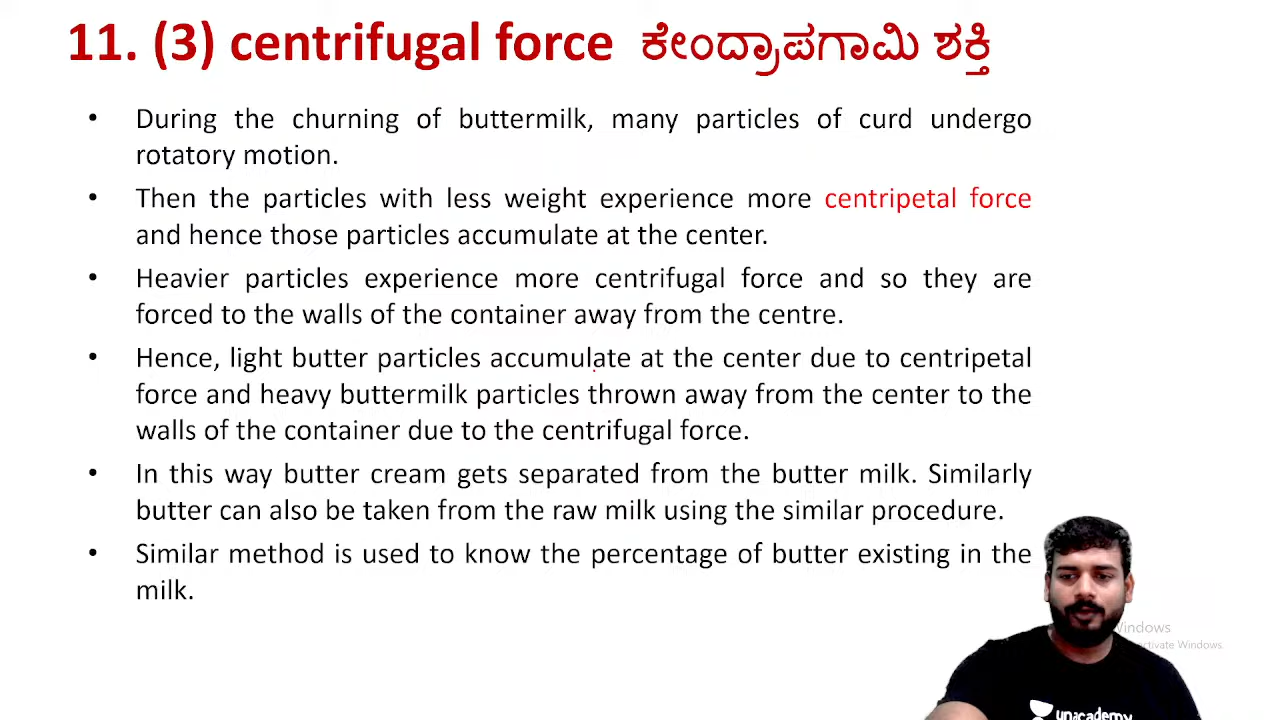 11. (3) centrifugal force ಕೇಂದ್ರಾಪಗಾಮಿ ಶಕ್ತಿ
• During the churning of buttermilk, many particles of curd undergo
rotatory motion.
• Then the particles with less weight experience more centripetal force
and hence those particles accumulate at the center.
• Heavier particles experience more centrifugal force and so they are
forced to the walls of the container away from the centre.
• Hence, light butter particles accumulate at the center due to centripetal
force and heavy buttermilk particles thrown away from the center to the
walls of the container due to the centrifugal force.
• In this way butter cream gets separated from the butter milk. Similarly
butter can also be taken from the raw milk using the similar procedure.
• Similar method is used to know the percentage of butter existing in the
milk.
Windows
activate Windows.
unacademy